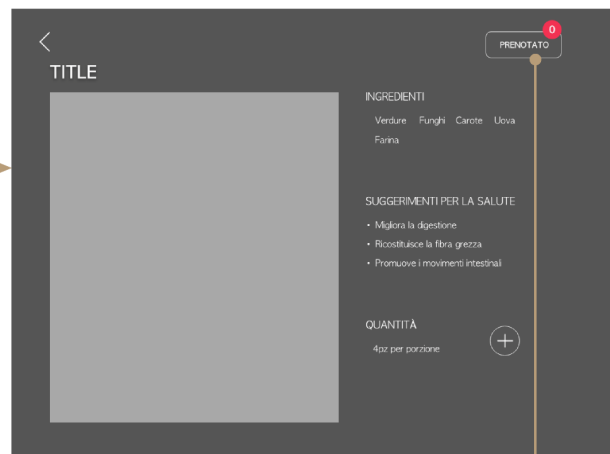 0
PRENOTATO
TITLE
INGREDIENTI
Verdure Funghi Carote Uova
Farina
SUGGERIMENTI PER LA SALUTE
• Migliora la digestione
• Ricostituisce la fibra grezza
• Promuove i movimenti intestinali
QUANTITÀ
4pz per porzione